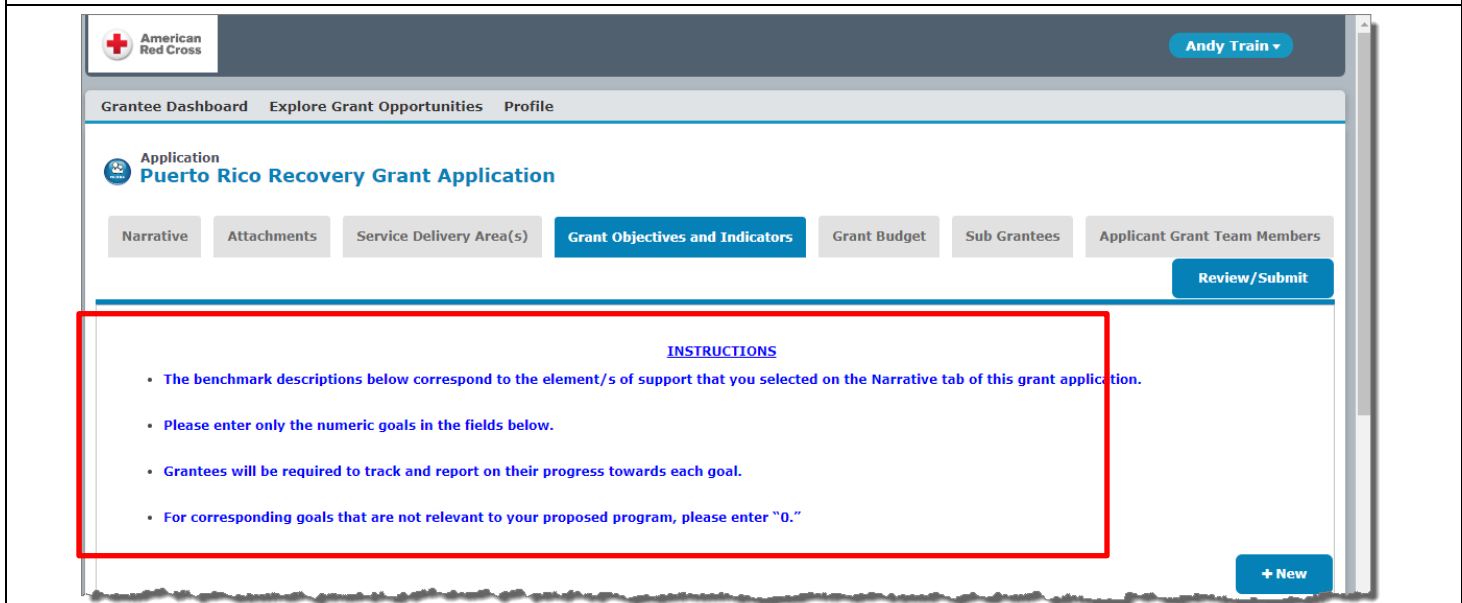 American
Red Cross
Andy Train
Grantee Dashboard Explore Grant Opportunities Profile
Application
Puerto Rico Recovery Grant Application
Narrative Attachments Service Delivery Area(s) Grant Objectives and Indicators Grant Budget Sub Grantees Applicant Grant Team Members
Review/Submit
INSTRUCTIONS
• The benchmark descriptions below correspond to the element/s of support that you selected on the Narrative tab of this grant application.
• Please enter only the numeric goals in the fields below.
• Grantees will be required to track and report on their progress towards each goal.
• For corresponding goals that are not relevant to your proposed program, please enter “0.”
+ New